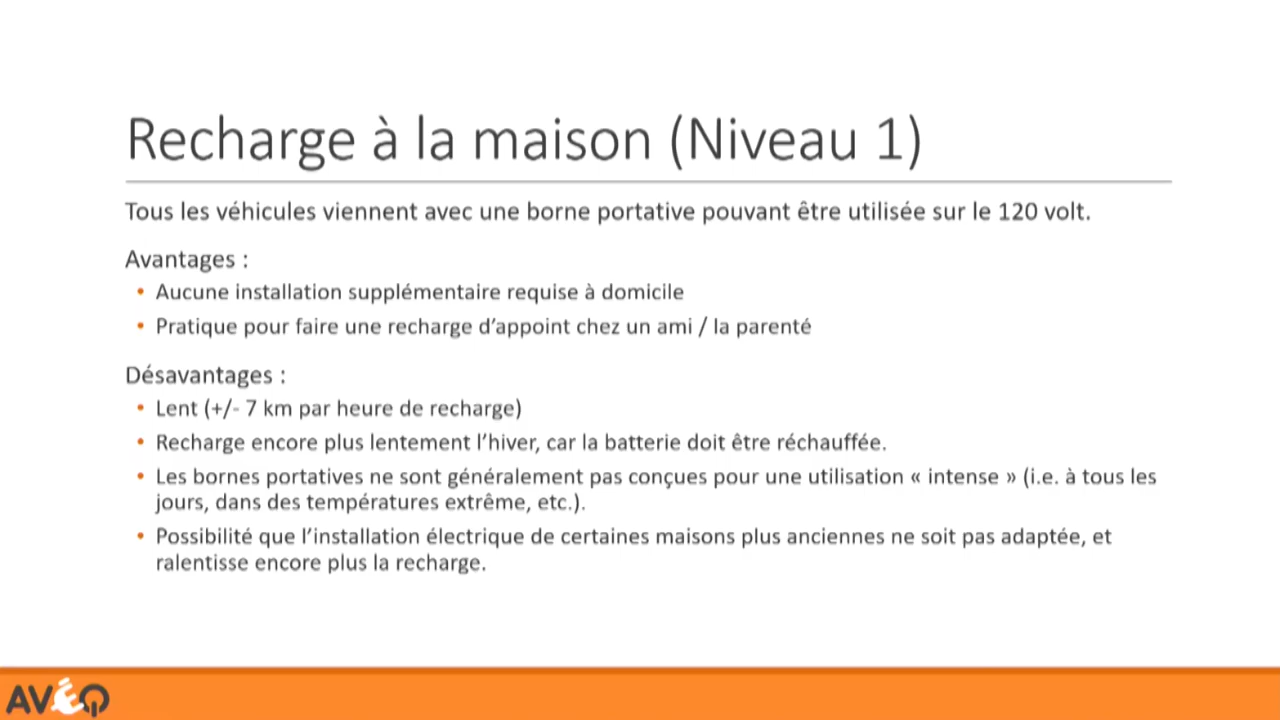 Recharge à la maison (Niveau 1)
Tous les véhicules viennent avec une borne portative pouvant être utilisée sur le 120 volt.
Avantages :
• Aucune installation supplémentaire requise à domicile
• Pratique pour faire une recharge d’appoint chez un ami / la parenté
Désavantages :
• Lent (+/- 7 km par heure de recharge)
• Recharge encore plus lentement l’hiver, car la batterie doit être réchauffée.
• Les bornes portatives ne sont généralement pas conçues pour une utilisation « intense » (i.e. à tous les
jours, dans des températures extrême, etc.).
• Possibilité que l’installation électrique de certaines maisons plus anciennes ne soit pas adaptée, et
ralentisse encore plus la recharge.
AVÉQ